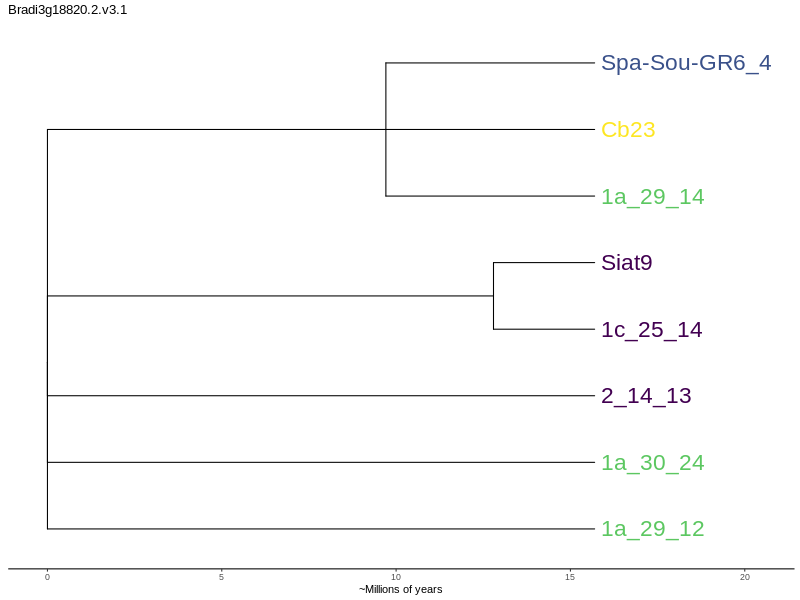 Bradi3g18820.2.v3.1
Spa-Sou-GR6_4
Cb23
1a_29_14
Siat9
1c_25_14
2_14_13
1a_30_24
1a_29_12
0 5 10 15 20
~Millions of years